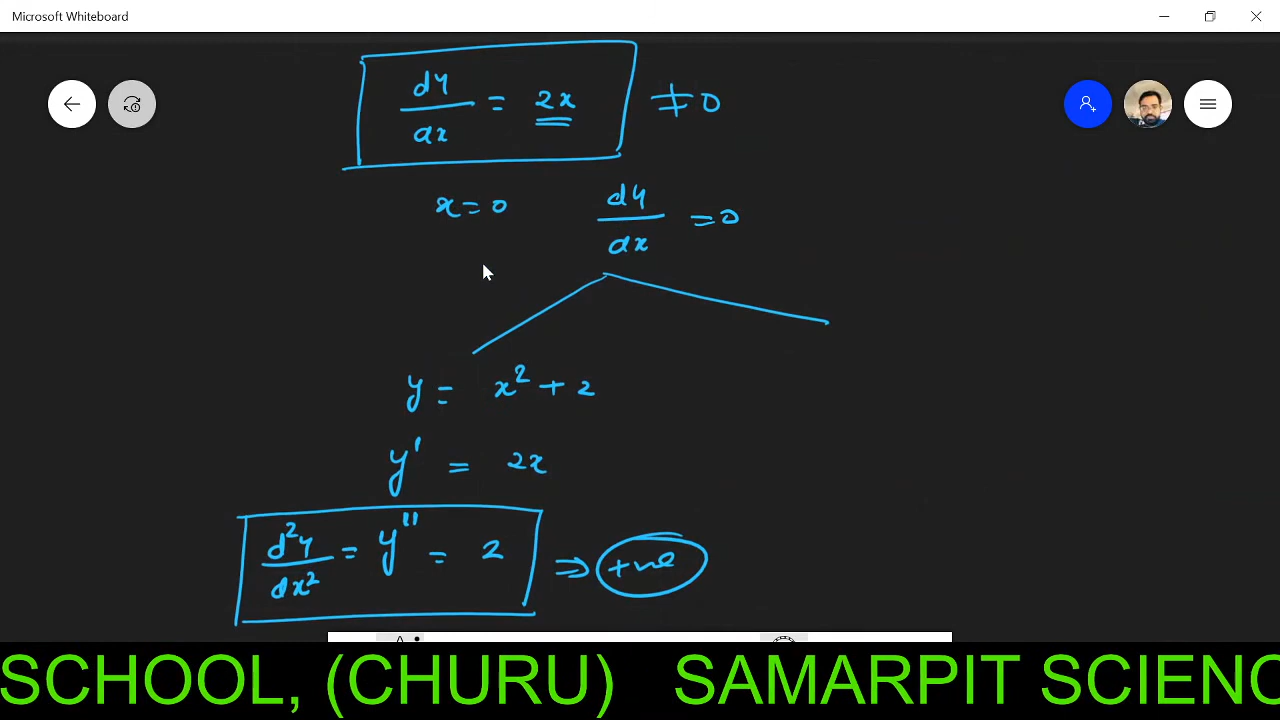 Microsoft Whiteboard
dy/dx = 2x ≠ 0
x = 0 dy/dx = 0
y = x² + 2
y' = 2x
d²y/dx² = y'' = 2 ⇒ +ve
SCHOOL, (CHURU) SAMARPIT SCIENC